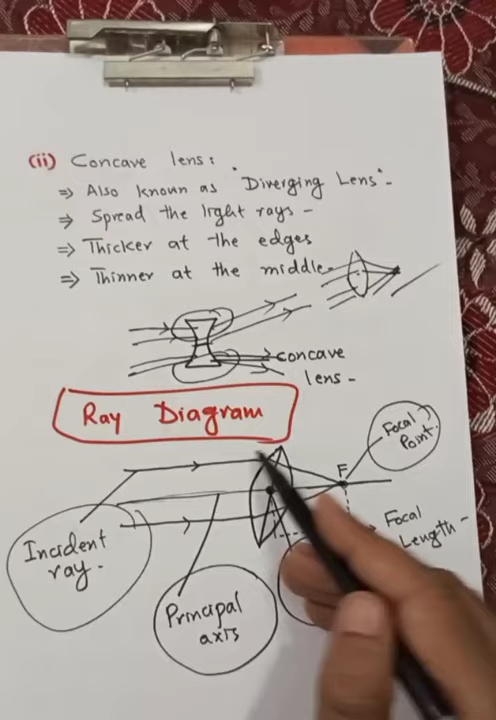 (ii) Concave lens:
⇒ Also known as "Diverging Lens".
⇒ Spread the light rays -
⇒ Thicker at the edges
⇒ Thinner at the middle -
concave
lens -
Ray Diagram
Focal
Point.
F
Incident
ray.
Focal
Length -
Principal
axis